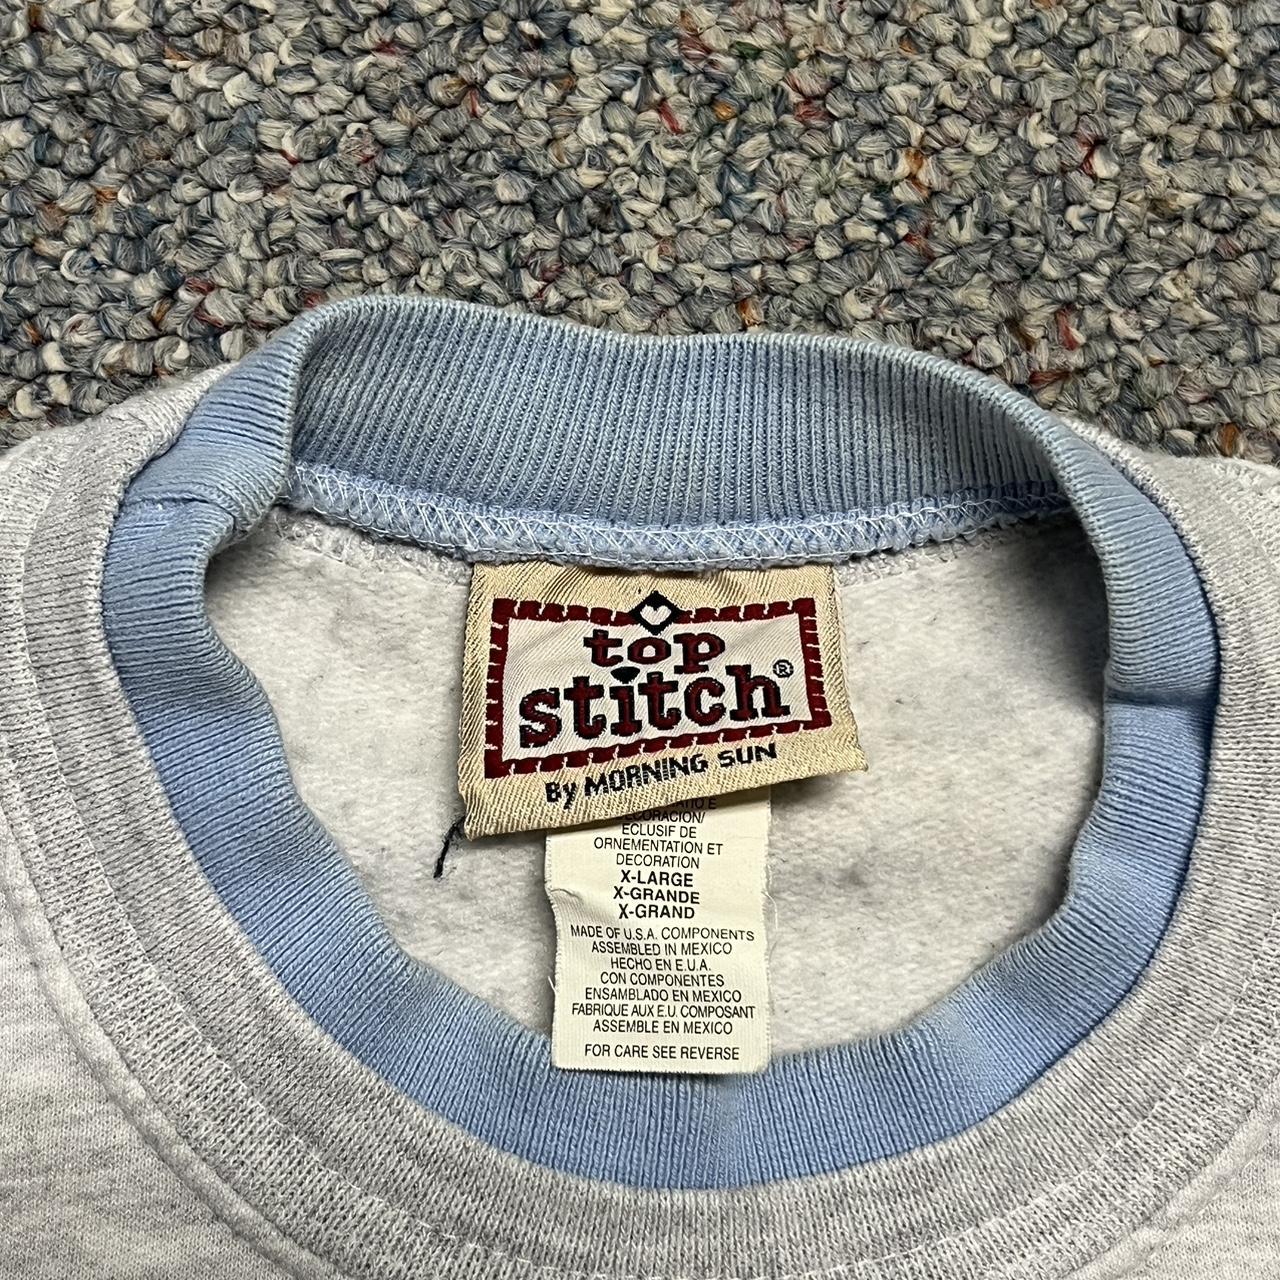 top
stitch®
By MORNING SUN
ECLUSIF DE
ORNEMENTATION ET
DECORATION
X-LARGE
X-GRANDE
X-GRAND
MADE OF U.S.A. COMPONENTS
ASSEMBLED IN MEXICO
HECHO EN E.U.A.
CON COMPONENTES
ENSAMBLADO EN MEXICO
FABRIQUE AUX E.U. COMPOSANT
ASSEMBLE EN MEXICO
FOR CARE SEE REVERSE